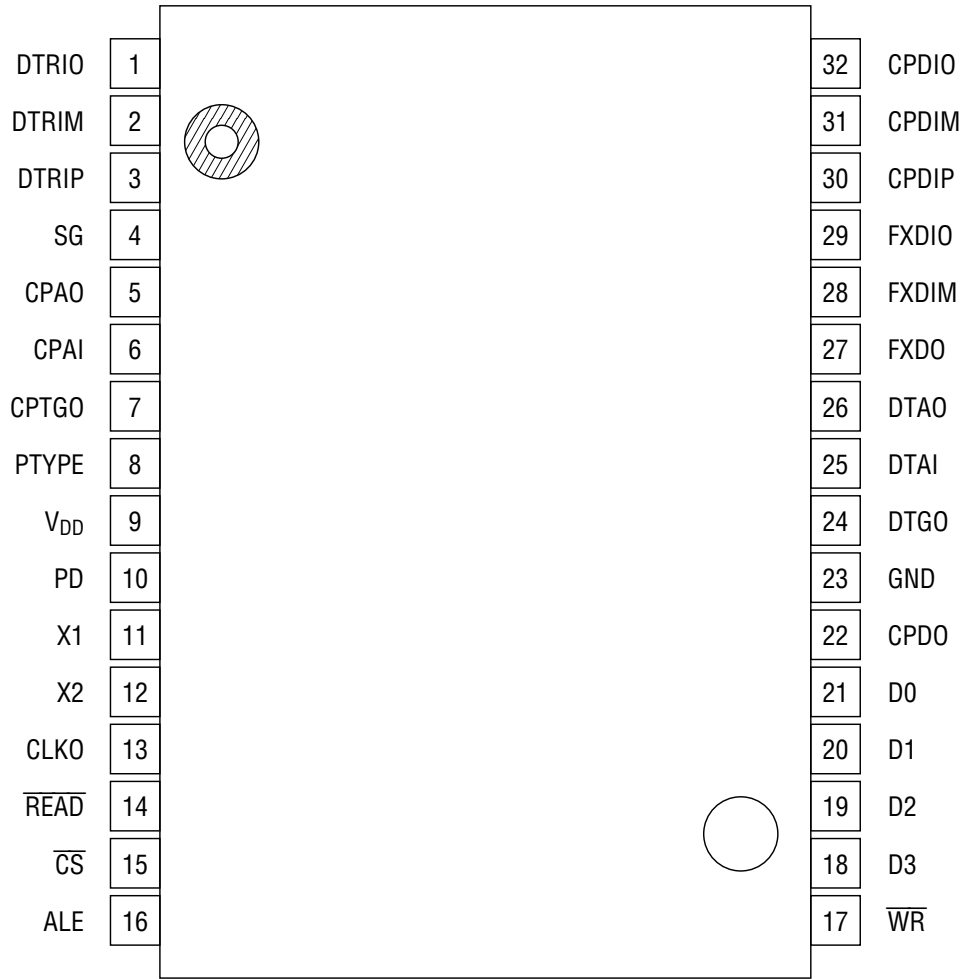 DTRIO 1 32 CPDIO
DTRIM 2 31 CPDIM
DTRIP 3 30 CPDIP
SG 4 29 FXDIO
CPAO 5 28 FXDIM
CPAI 6 27 FXDO
CPTGO 7 26 DTAO
PTYPE 8 25 DTAI
VDD 9 24 DTGO
PD 10 23 GND
X1 11 22 CPDO
X2 12 21 D0
CLKO 13 20 D1
READ 14 19 D2
CS 15 18 D3
ALE 16 17 WR